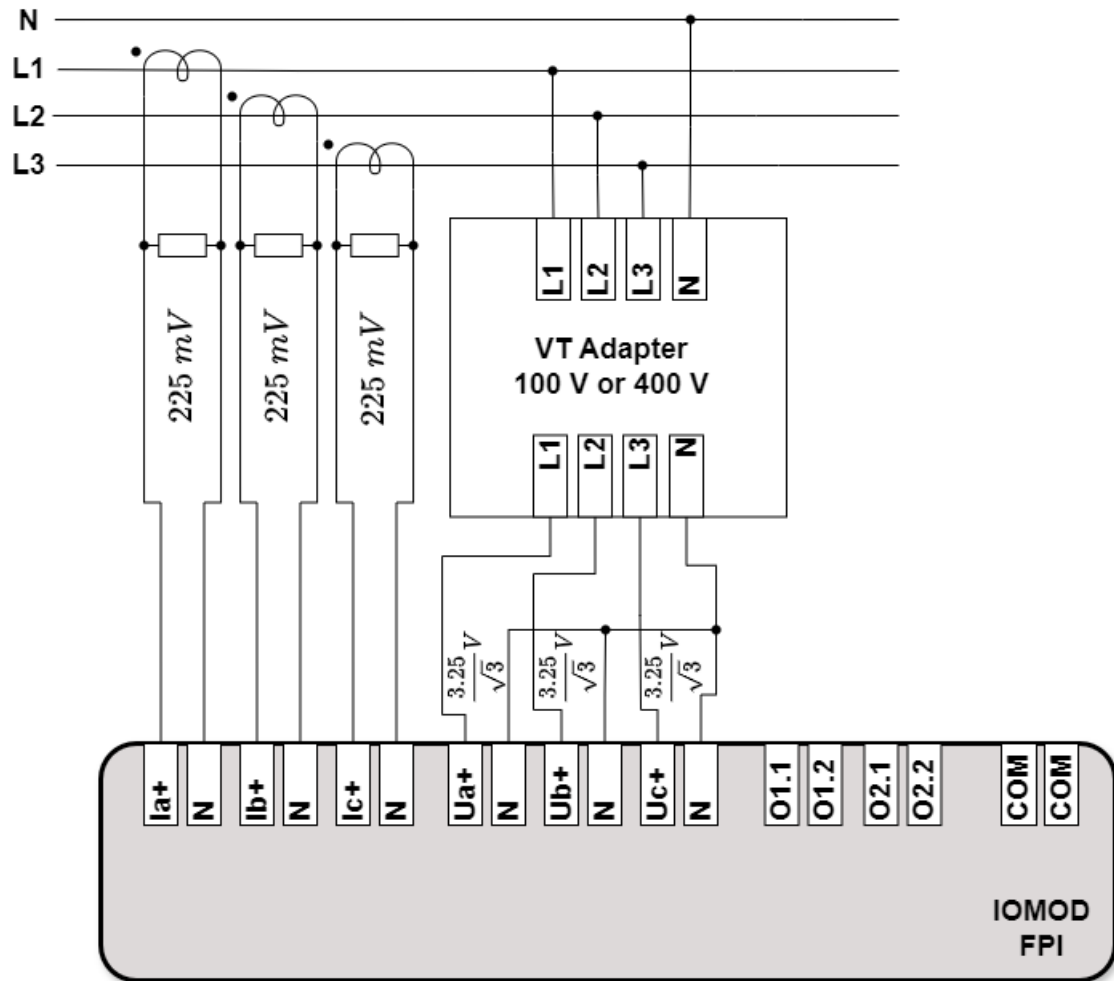 N
L1
L2
L3
L1
L2
L3
N
225 mV
225 mV
225 mV
VT Adapter
100 V or 400 V
L1
L2
L3
N
3.25/√3 V
3.25/√3 V
3.25/√3 V
Ia+
N
Ib+
N
Ic+
N
Ua+
N
Ub+
N
Uc+
N
O1.1
O1.2
O2.1
O2.2
COM
COM
IOMOD
FPI